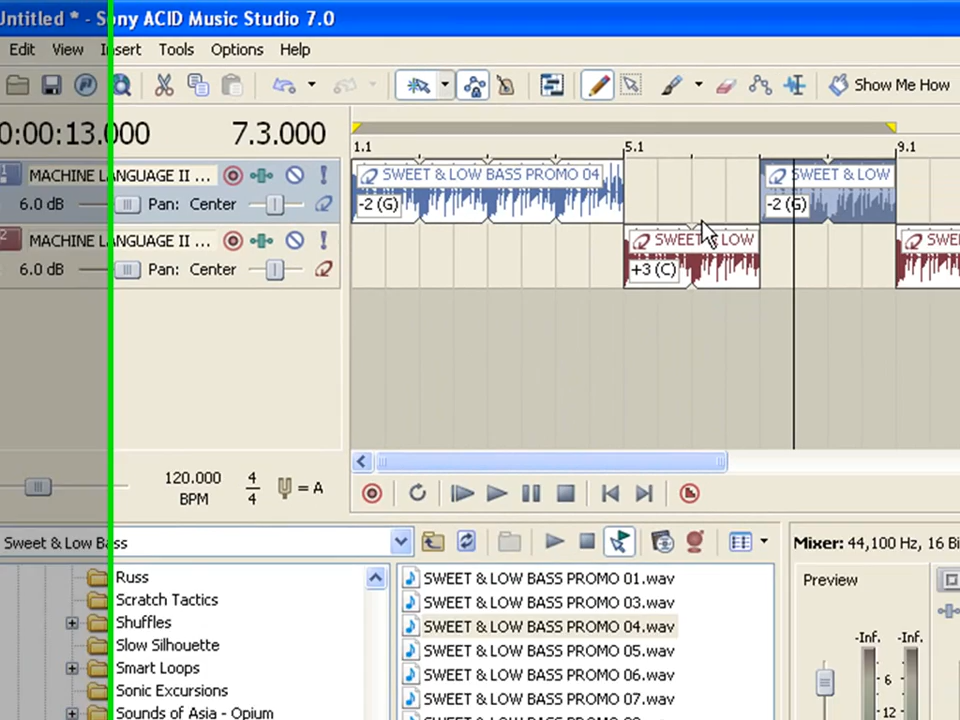 Untitled * - Sony ACID Music Studio 7.0
Edit View Insert Tools Options Help
Show Me How
0:00:13.000 7.3.000
1.1 5.1 9.1
1 MACHINE LANGUAGE II ...
6.0 dB Pan: Center
2 MACHINE LANGUAGE II ...
6.0 dB Pan: Center
SWEET & LOW BASS PROMO 04
-2 (G)
SWEET & LOW
-2 (G)
SWEET LOW
+3 (C)
120.000
BPM
4
4
= A
Sweet & Low Bass
Russ
Scratch Tactics
Shuffles
Slow Silhouette
Smart Loops
Sonic Excursions
Sounds of Asia - Opium
SWEET & LOW BASS PROMO 01.wav
SWEET & LOW BASS PROMO 03.wav
SWEET & LOW BASS PROMO 04.wav
SWEET & LOW BASS PROMO 05.wav
SWEET & LOW BASS PROMO 06.wav
SWEET & LOW BASS PROMO 07.wav
Mixer: 44,100 Hz, 16 Bi
Preview
-Inf. -Inf.
6
12